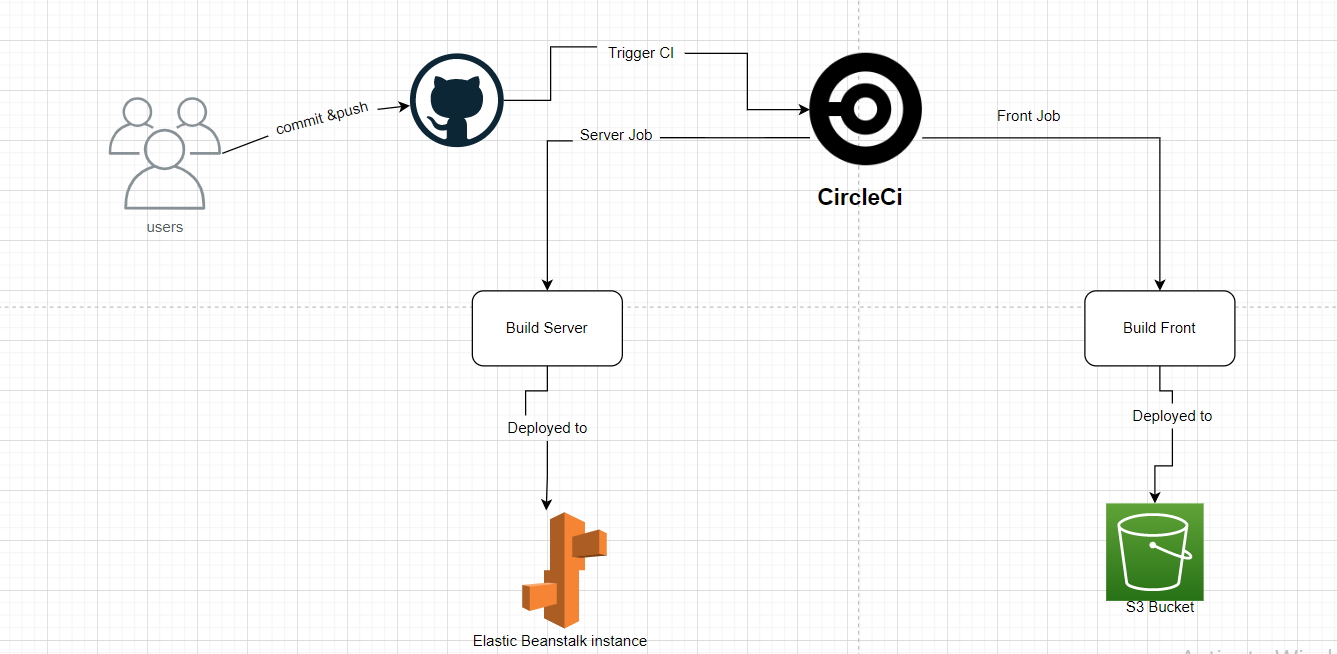 Trigger CI
commit &push
Front Job
Server Job
CircleCi
users
Build Server
Build Front
Deployed to
Deployed to
S3 Bucket
Elastic Beanstalk instance